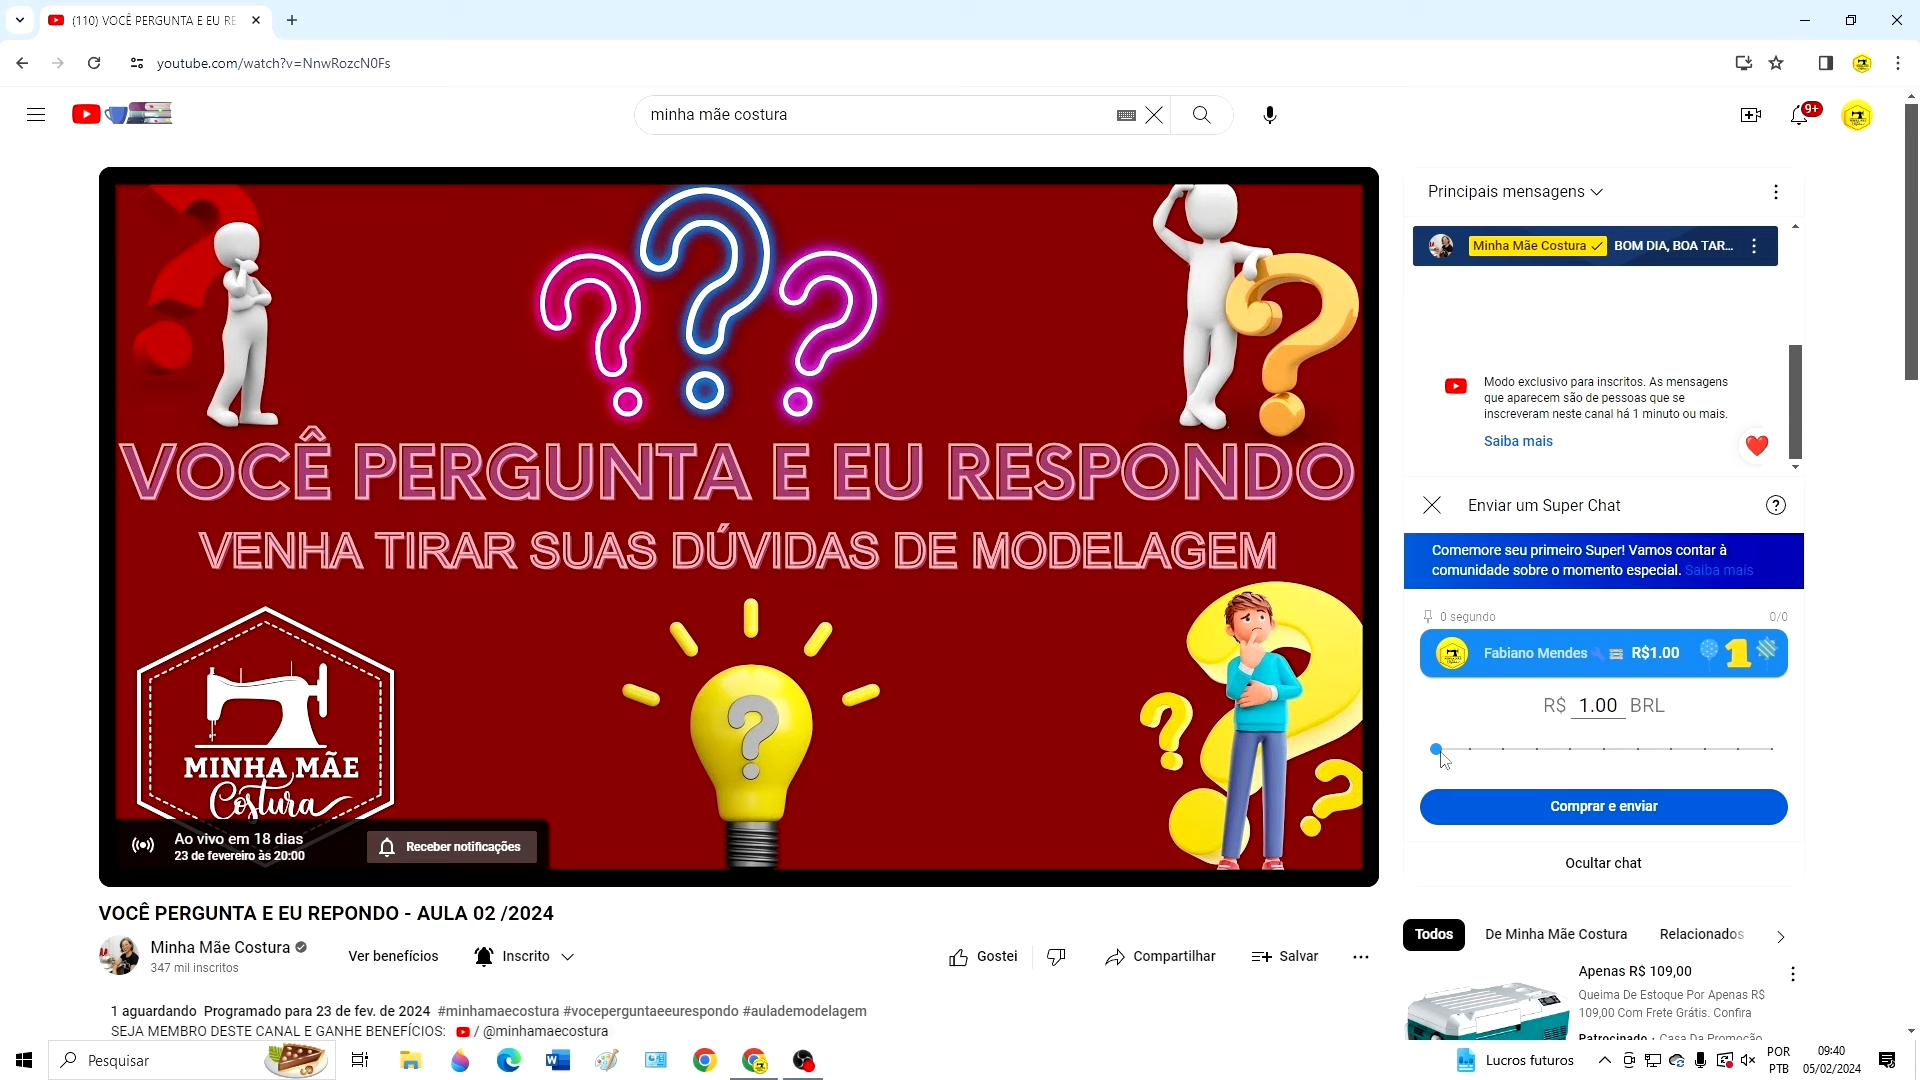 (110) VOCÊ PERGUNTA E EU RE
youtube.com/watch?v=NnwRozcN0Fs
minha mãe costura
9+
VOCÊ PERGUNTA E EU RESPONDO
VENHA TIRAR SUAS DÚVIDAS DE MODELAGEM
MINHA MÃE
Costura
Ao vivo em 18 dias
23 de fevereiro às 20:00
Receber notificações
Principais mensagens
Minha Mãe Costura BOM DIA, BOA TAR...
Modo exclusivo para inscritos. As mensagens
que aparecem são de pessoas que se
inscreveram neste canal há 1 minuto ou mais.
Saiba mais
Enviar um Super Chat
Comemore seu primeiro Super! Vamos contar à
comunidade sobre o momento especial. Saiba mais
0 segundo 0/0
Fabiano Mendes R$1.00 1
R$ 1.00 BRL
Comprar e enviar
Ocultar chat
VOCÊ PERGUNTA E EU REPONDO - AULA 02 /2024
Minha Mãe Costura
347 mil inscritos
Ver benefícios
Inscrito
Gostei
Compartilhar
Salvar
1 aguardando Programado para 23 de fev. de 2024 #minhamaecostura #voceperguntaeeurespondo #aulademodelagem
SEJA MEMBRO DESTE CANAL E GANHE BENEFÍCIOS: / @minhamaecostura
Todos De Minha Mãe Costura Relacionados
Apenas R$ 109,00
Queima De Estoque Por Apenas R$
109,00 Com Frete Grátis. Confira
Patrocinado · Casa Da Promoção
Pesquisar
Lucros futuros
POR
PTB
09:40
05/02/2024